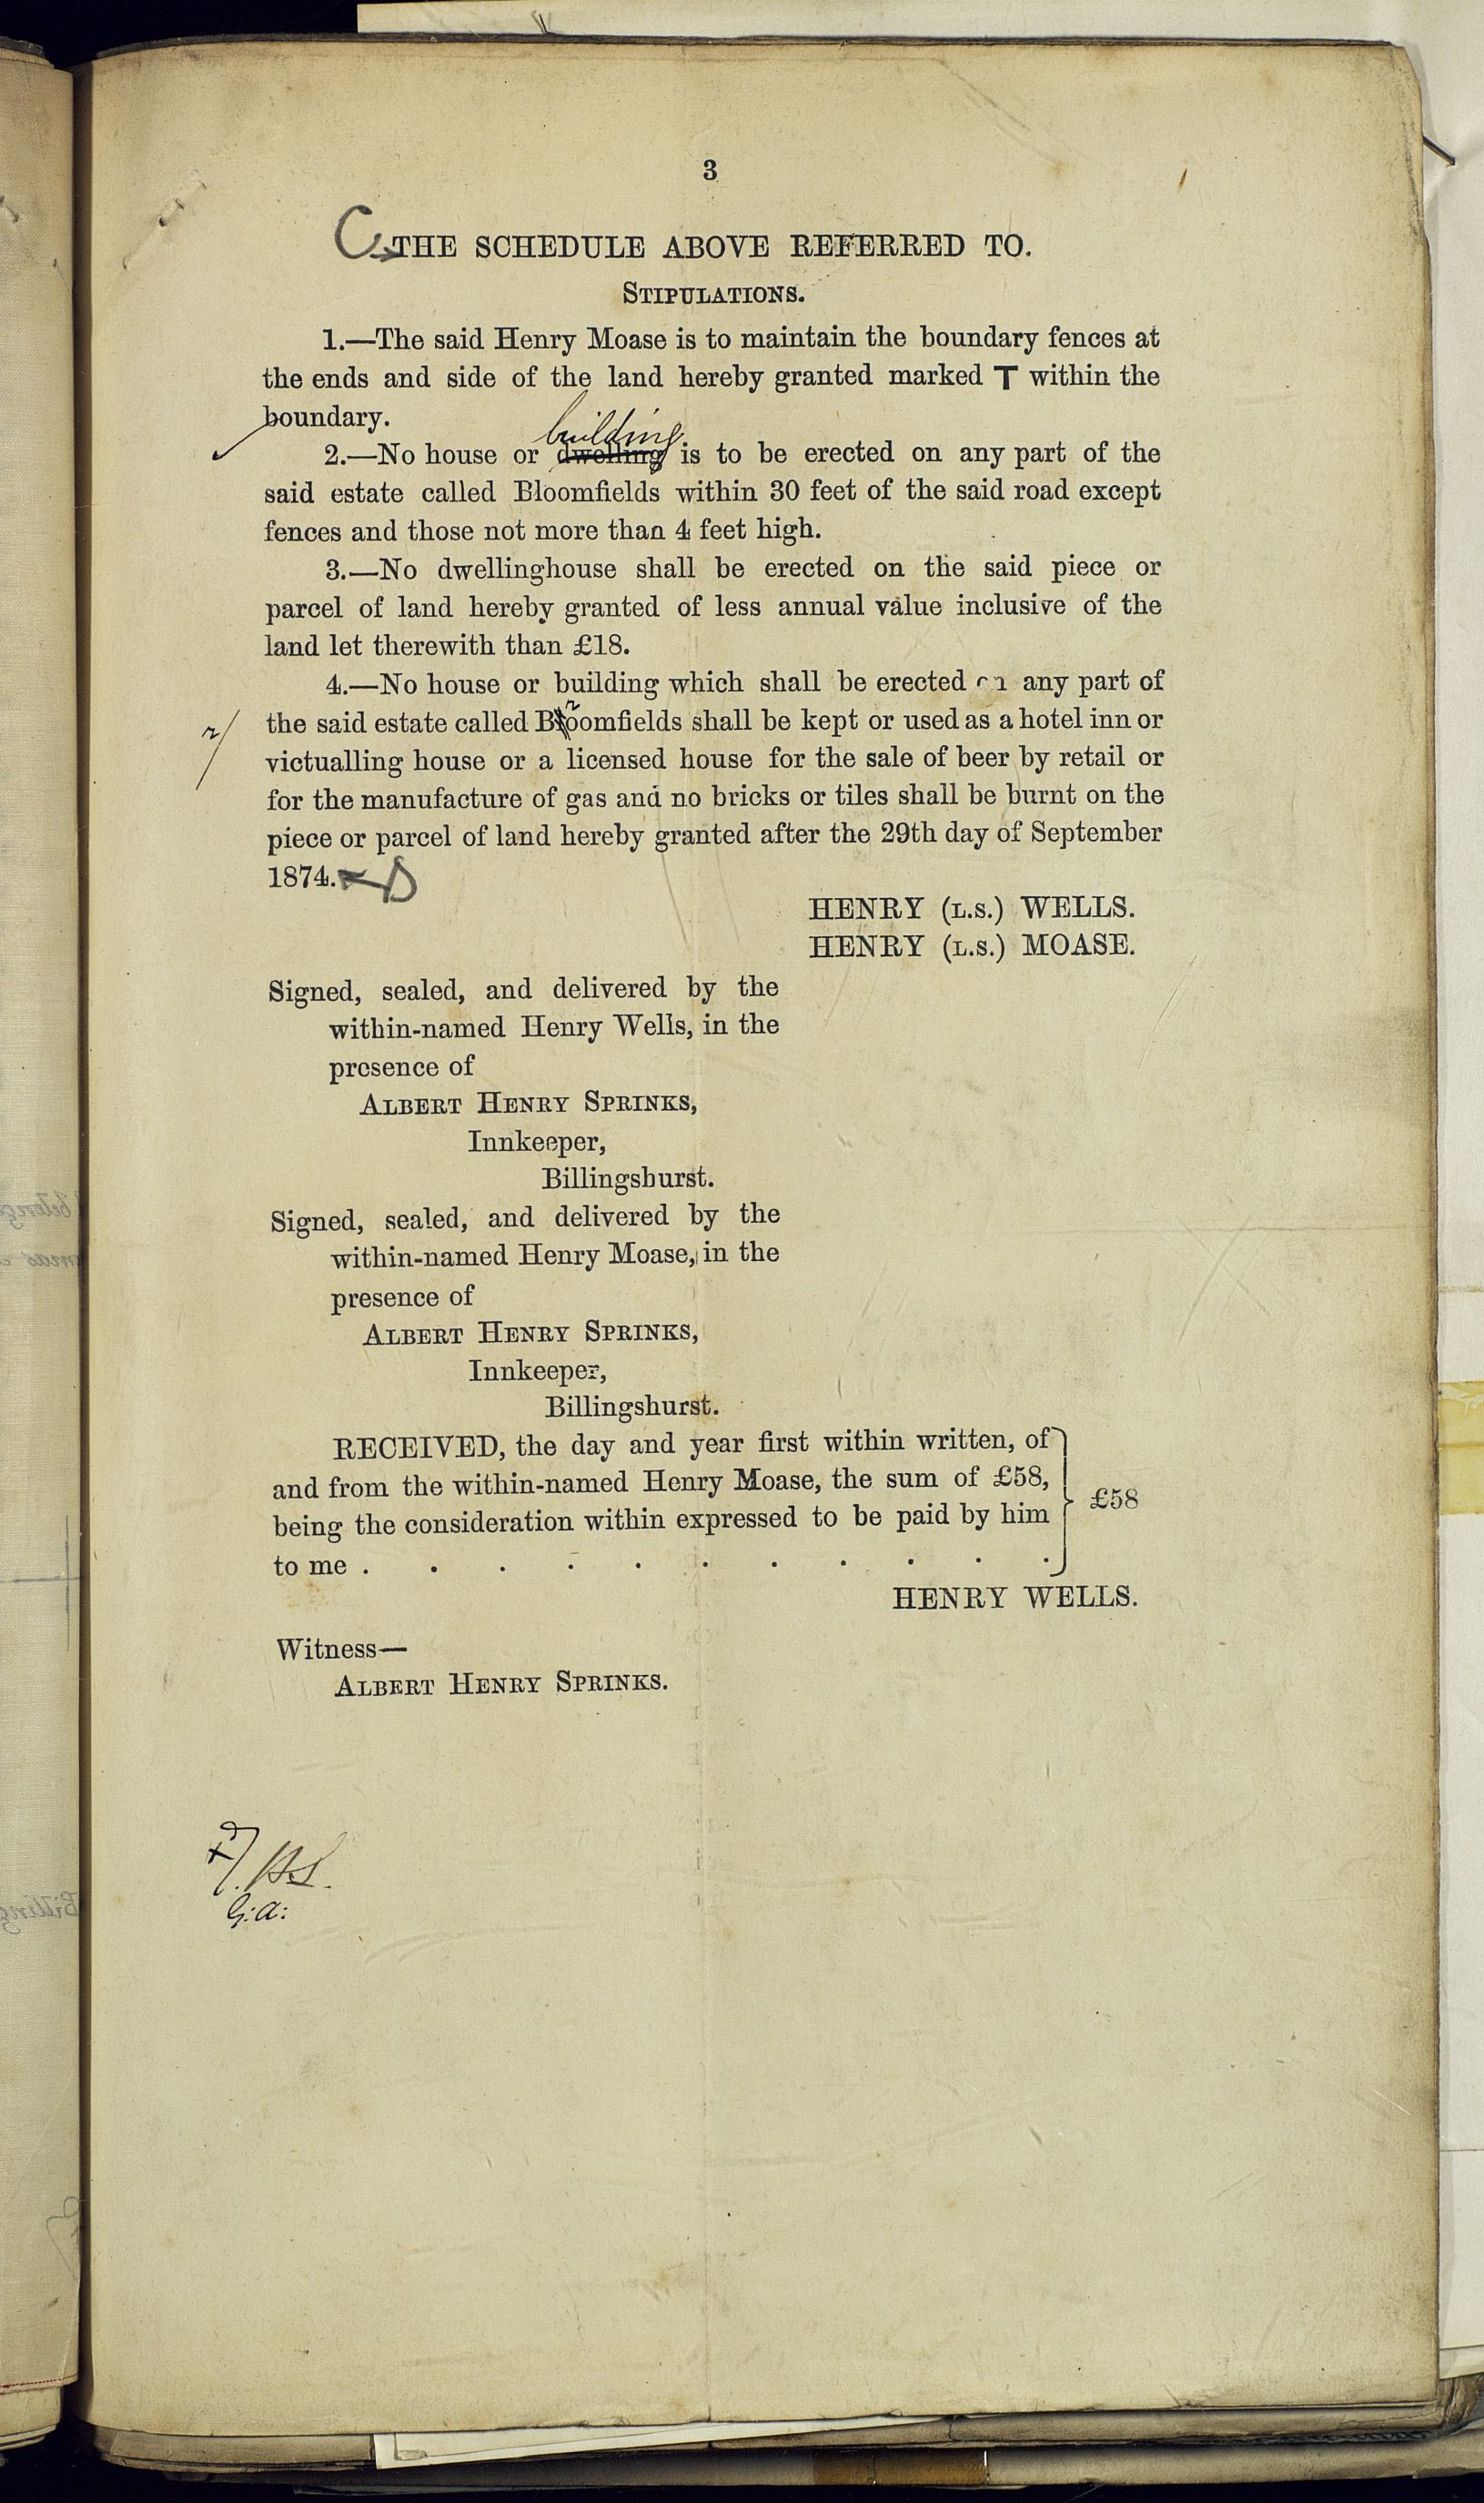 3
C THE SCHEDULE ABOVE REFERRED TO.
STIPULATIONS.
1.—The said Henry Moase is to maintain the boundary fences at
the ends and side of the land hereby granted marked T within the
boundary.
building
2.—No house or dwelling is to be erected on any part of the
said estate called Bloomfields within 30 feet of the said road except
fences and those not more than 4 feet high.
3.—No dwellinghouse shall be erected on the said piece or
parcel of land hereby granted of less annual value inclusive of the
land let therewith than £18.
4.—No house or building which shall be erected on any part of
r/ the said estate called Bloomfields shall be kept or used as a hotel inn or
victualling house or a licensed house for the sale of beer by retail or
for the manufacture of gas and no bricks or tiles shall be burnt on the
piece or parcel of land hereby granted after the 29th day of September
1874. D
HENRY (L.S.) WELLS.
HENRY (L.S.) MOASE.
Signed, sealed, and delivered by the
within-named Henry Wells, in the
presence of
ALBERT HENRY SPRINKS,
Innkeeper,
Billingshurst.
Signed, sealed, and delivered by the
within-named Henry Moase, in the
presence of
ALBERT HENRY SPRINKS,
Innkeeper,
Billingshurst.
RECEIVED, the day and year first within written, of
and from the within-named Henry Moase, the sum of £58,
being the consideration within expressed to be paid by him
to me . . . . . . . . . . .
£58
HENRY WELLS.
Witness—
ALBERT HENRY SPRINKS.
G.a: